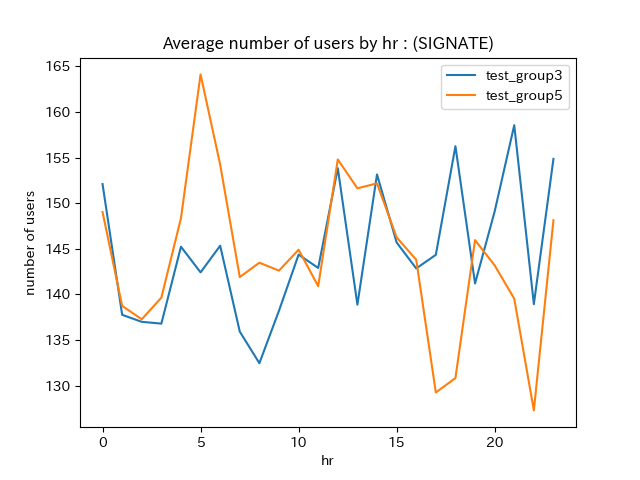 Average number of users by hr : (SIGNATE)
test_group3
test_group5
number of users
165
160
155
150
145
140
135
130
0 5 10 15 20
hr